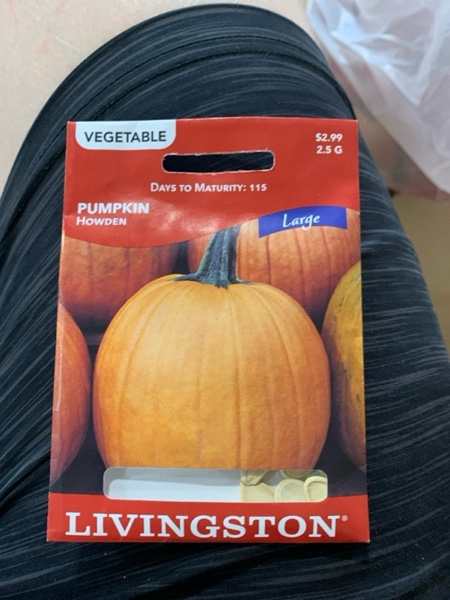 VEGETABLE
$2.99
2.5 G
DAYS TO MATURITY: 115
PUMPKIN
HOWDEN
Large
LIVINGSTON®